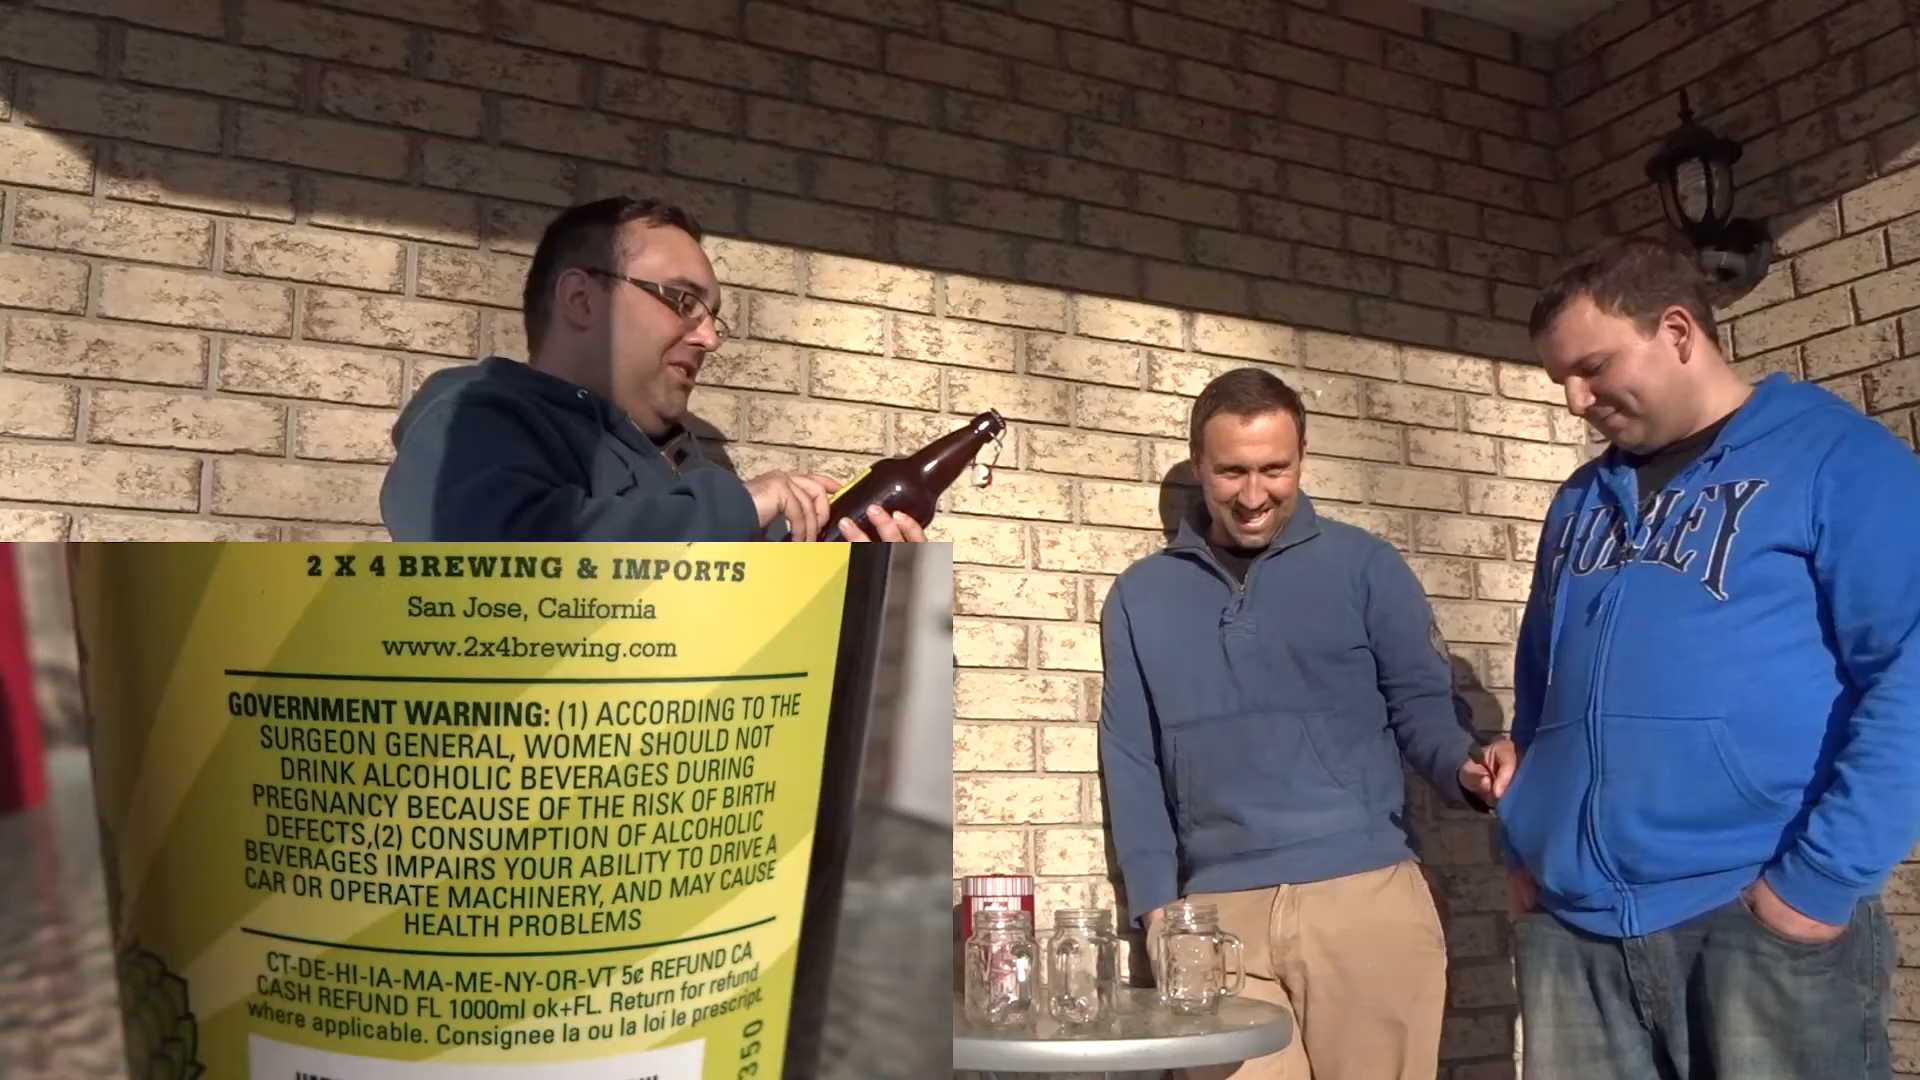 HURLEY
2 X 4 BREWING & IMPORTS
San Jose, California
www.2x4brewing.com
GOVERNMENT WARNING: (1) ACCORDING TO THE
SURGEON GENERAL, WOMEN SHOULD NOT
DRINK ALCOHOLIC BEVERAGES DURING
PREGNANCY BECAUSE OF THE RISK OF BIRTH
DEFECTS,(2) CONSUMPTION OF ALCOHOLIC
BEVERAGES IMPAIRS YOUR ABILITY TO DRIVE A
CAR OR OPERATE MACHINERY, AND MAY CAUSE
HEALTH PROBLEMS
CT-DE-HI-IA-MA-ME-NY-OR-VT 5¢ REFUND CA
CASH REFUND FL 1000ml ok+FL. Return for refund
where applicable. Consignee la ou la loi le prescript.
350